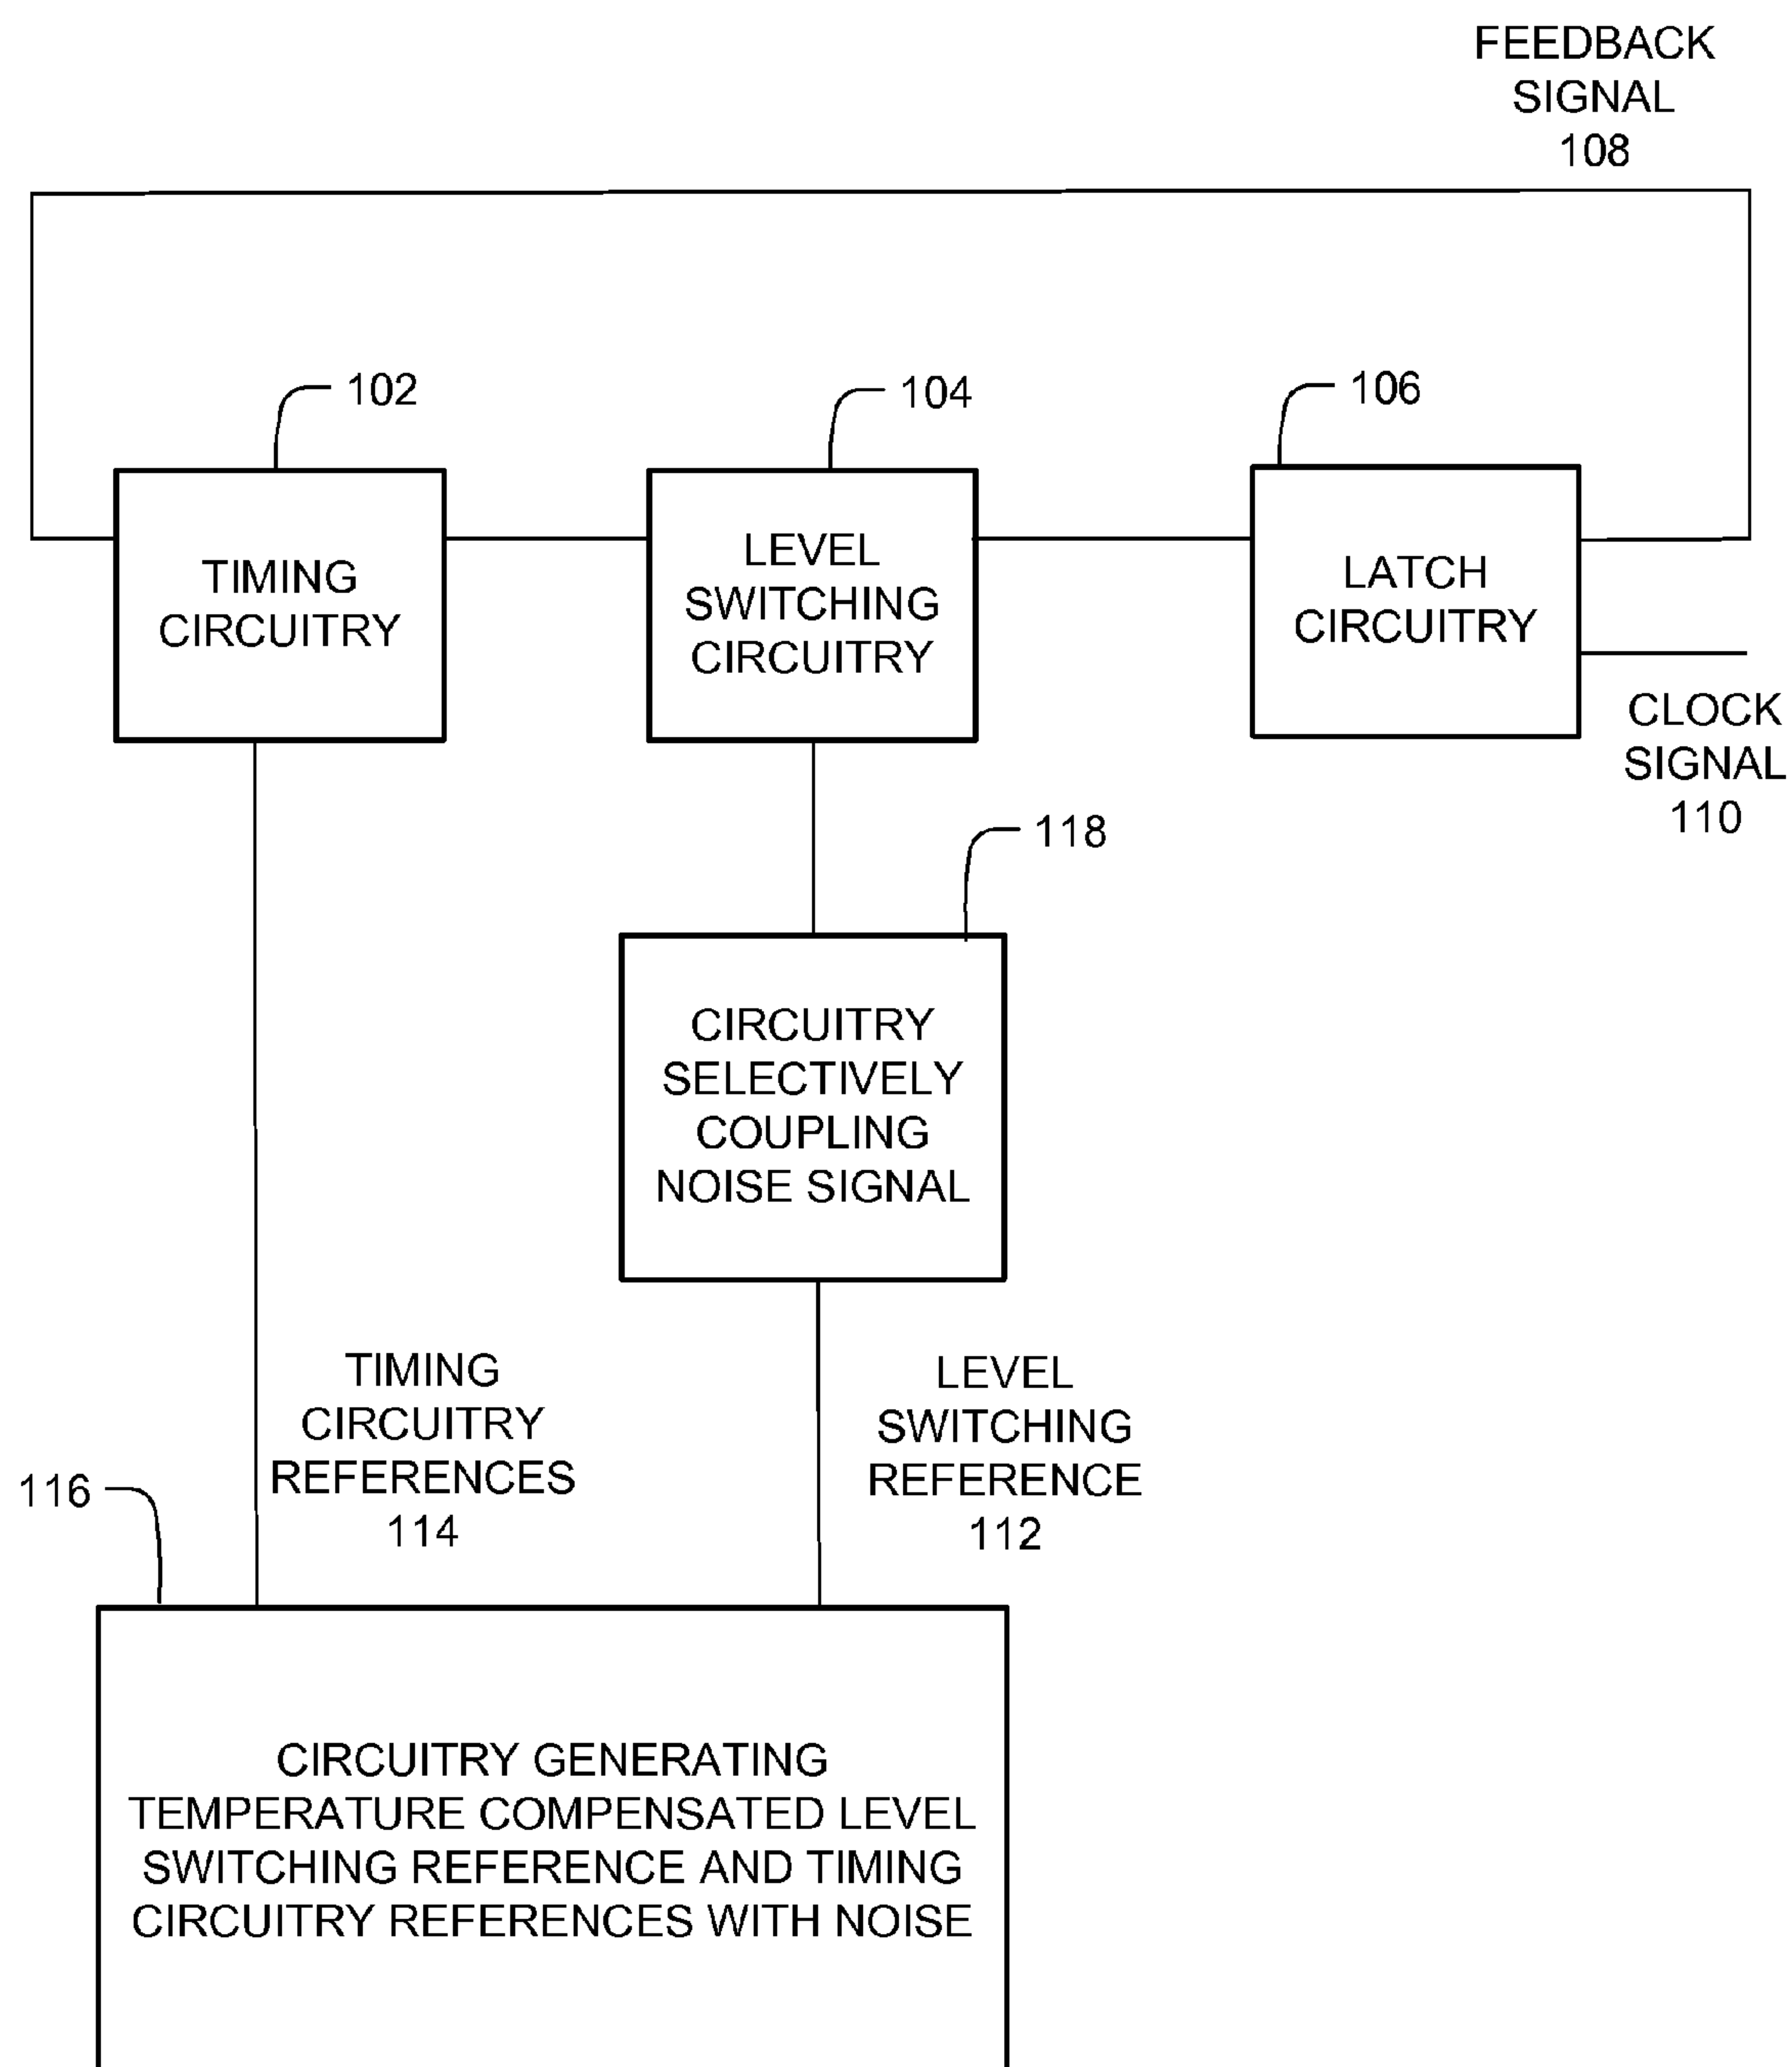 FEEDBACK
SIGNAL
108
102
104
106
TIMING
CIRCUITRY
LEVEL
SWITCHING
CIRCUITRY
LATCH
CIRCUITRY
CLOCK
SIGNAL
110
118
CIRCUITRY
SELECTIVELY
COUPLING
NOISE SIGNAL
TIMING
CIRCUITRY
REFERENCES
114
LEVEL
SWITCHING
REFERENCE
112
116
CIRCUITRY GENERATING
TEMPERATURE COMPENSATED LEVEL
SWITCHING REFERENCE AND TIMING
CIRCUITRY REFERENCES WITH NOISE